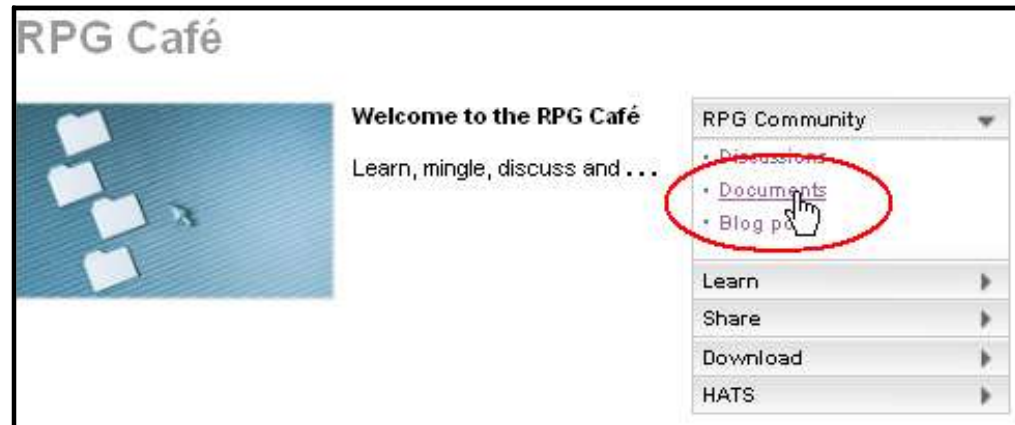 RPG Café
Welcome to the RPG Café
Learn, mingle, discuss and ...
RPG Community
Discussions
Documents
Blog
Learn
Share
Download
HATS